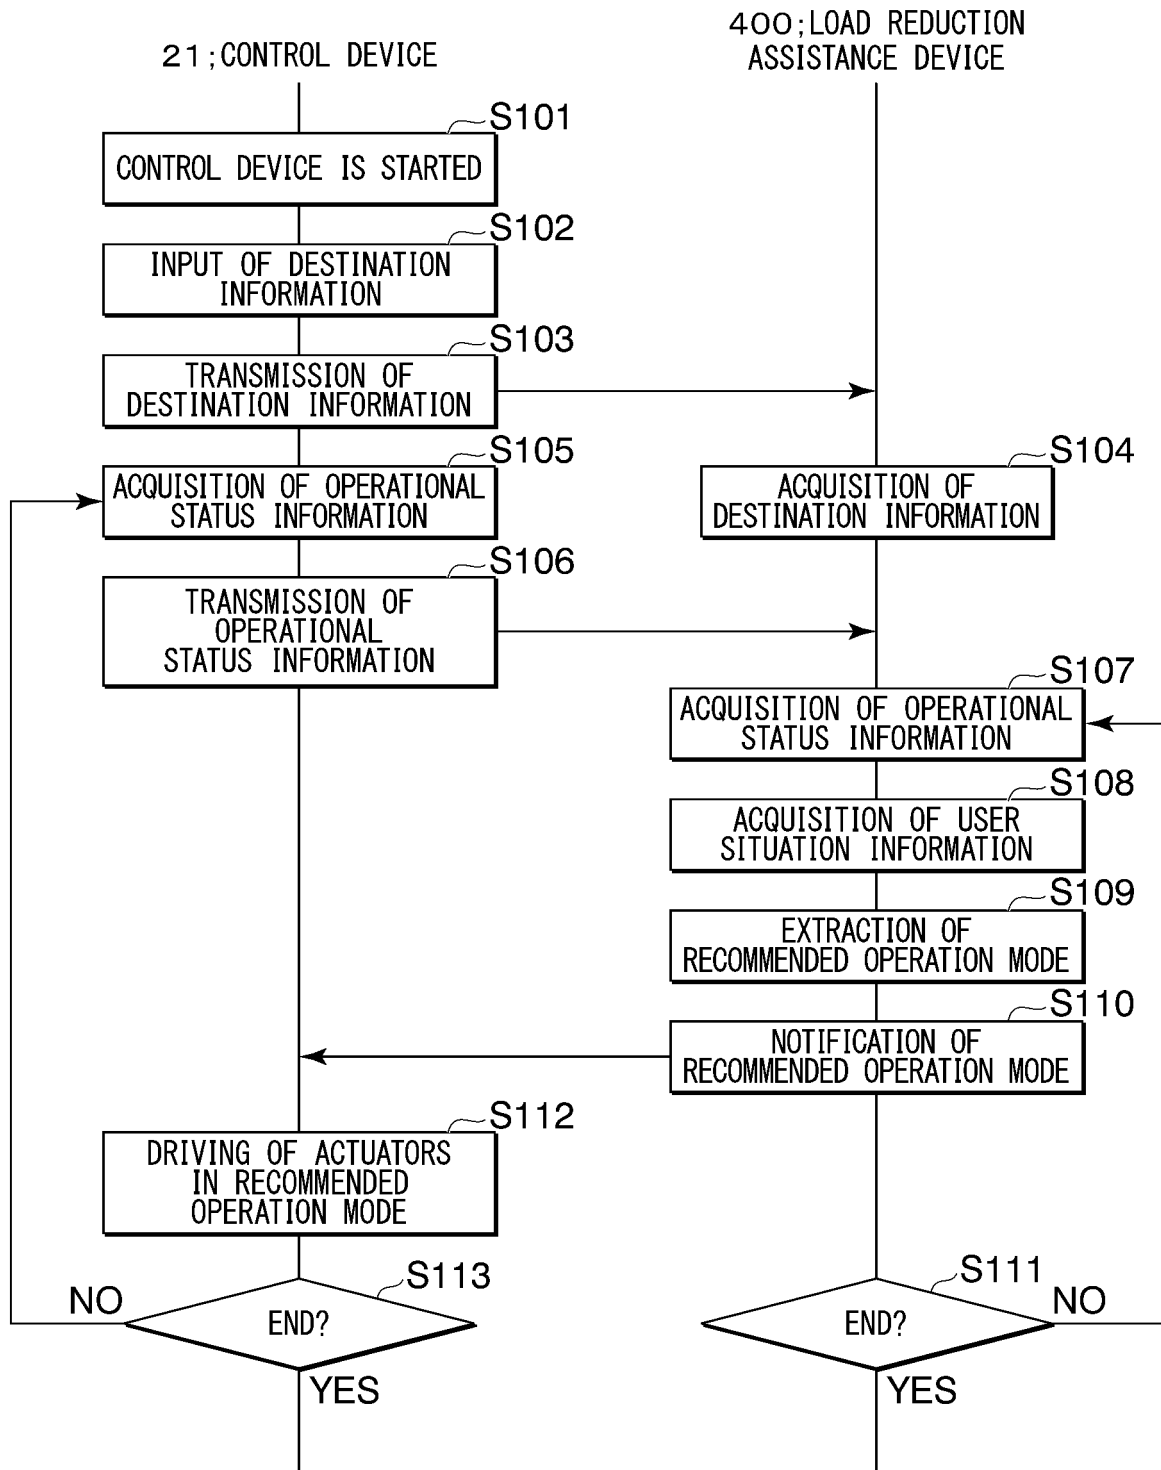 21;CONTROL DEVICE
400;LOAD REDUCTION
ASSISTANCE DEVICE
S101
CONTROL DEVICE IS STARTED
S102
INPUT OF DESTINATION
INFORMATION
S103
TRANSMISSION OF
DESTINATION INFORMATION
S105
ACQUISITION OF OPERATIONAL
STATUS INFORMATION
S104
ACQUISITION OF
DESTINATION INFORMATION
S106
TRANSMISSION OF
OPERATIONAL
STATUS INFORMATION
S107
ACQUISITION OF OPERATIONAL
STATUS INFORMATION
S108
ACQUISITION OF USER
SITUATION INFORMATION
S109
EXTRACTION OF
RECOMMENDED OPERATION MODE
S110
NOTIFICATION OF
RECOMMENDED OPERATION MODE
S112
DRIVING OF ACTUATORS
IN RECOMMENDED
OPERATION MODE
S113
NO
END?
YES
S111
END?
NO
YES